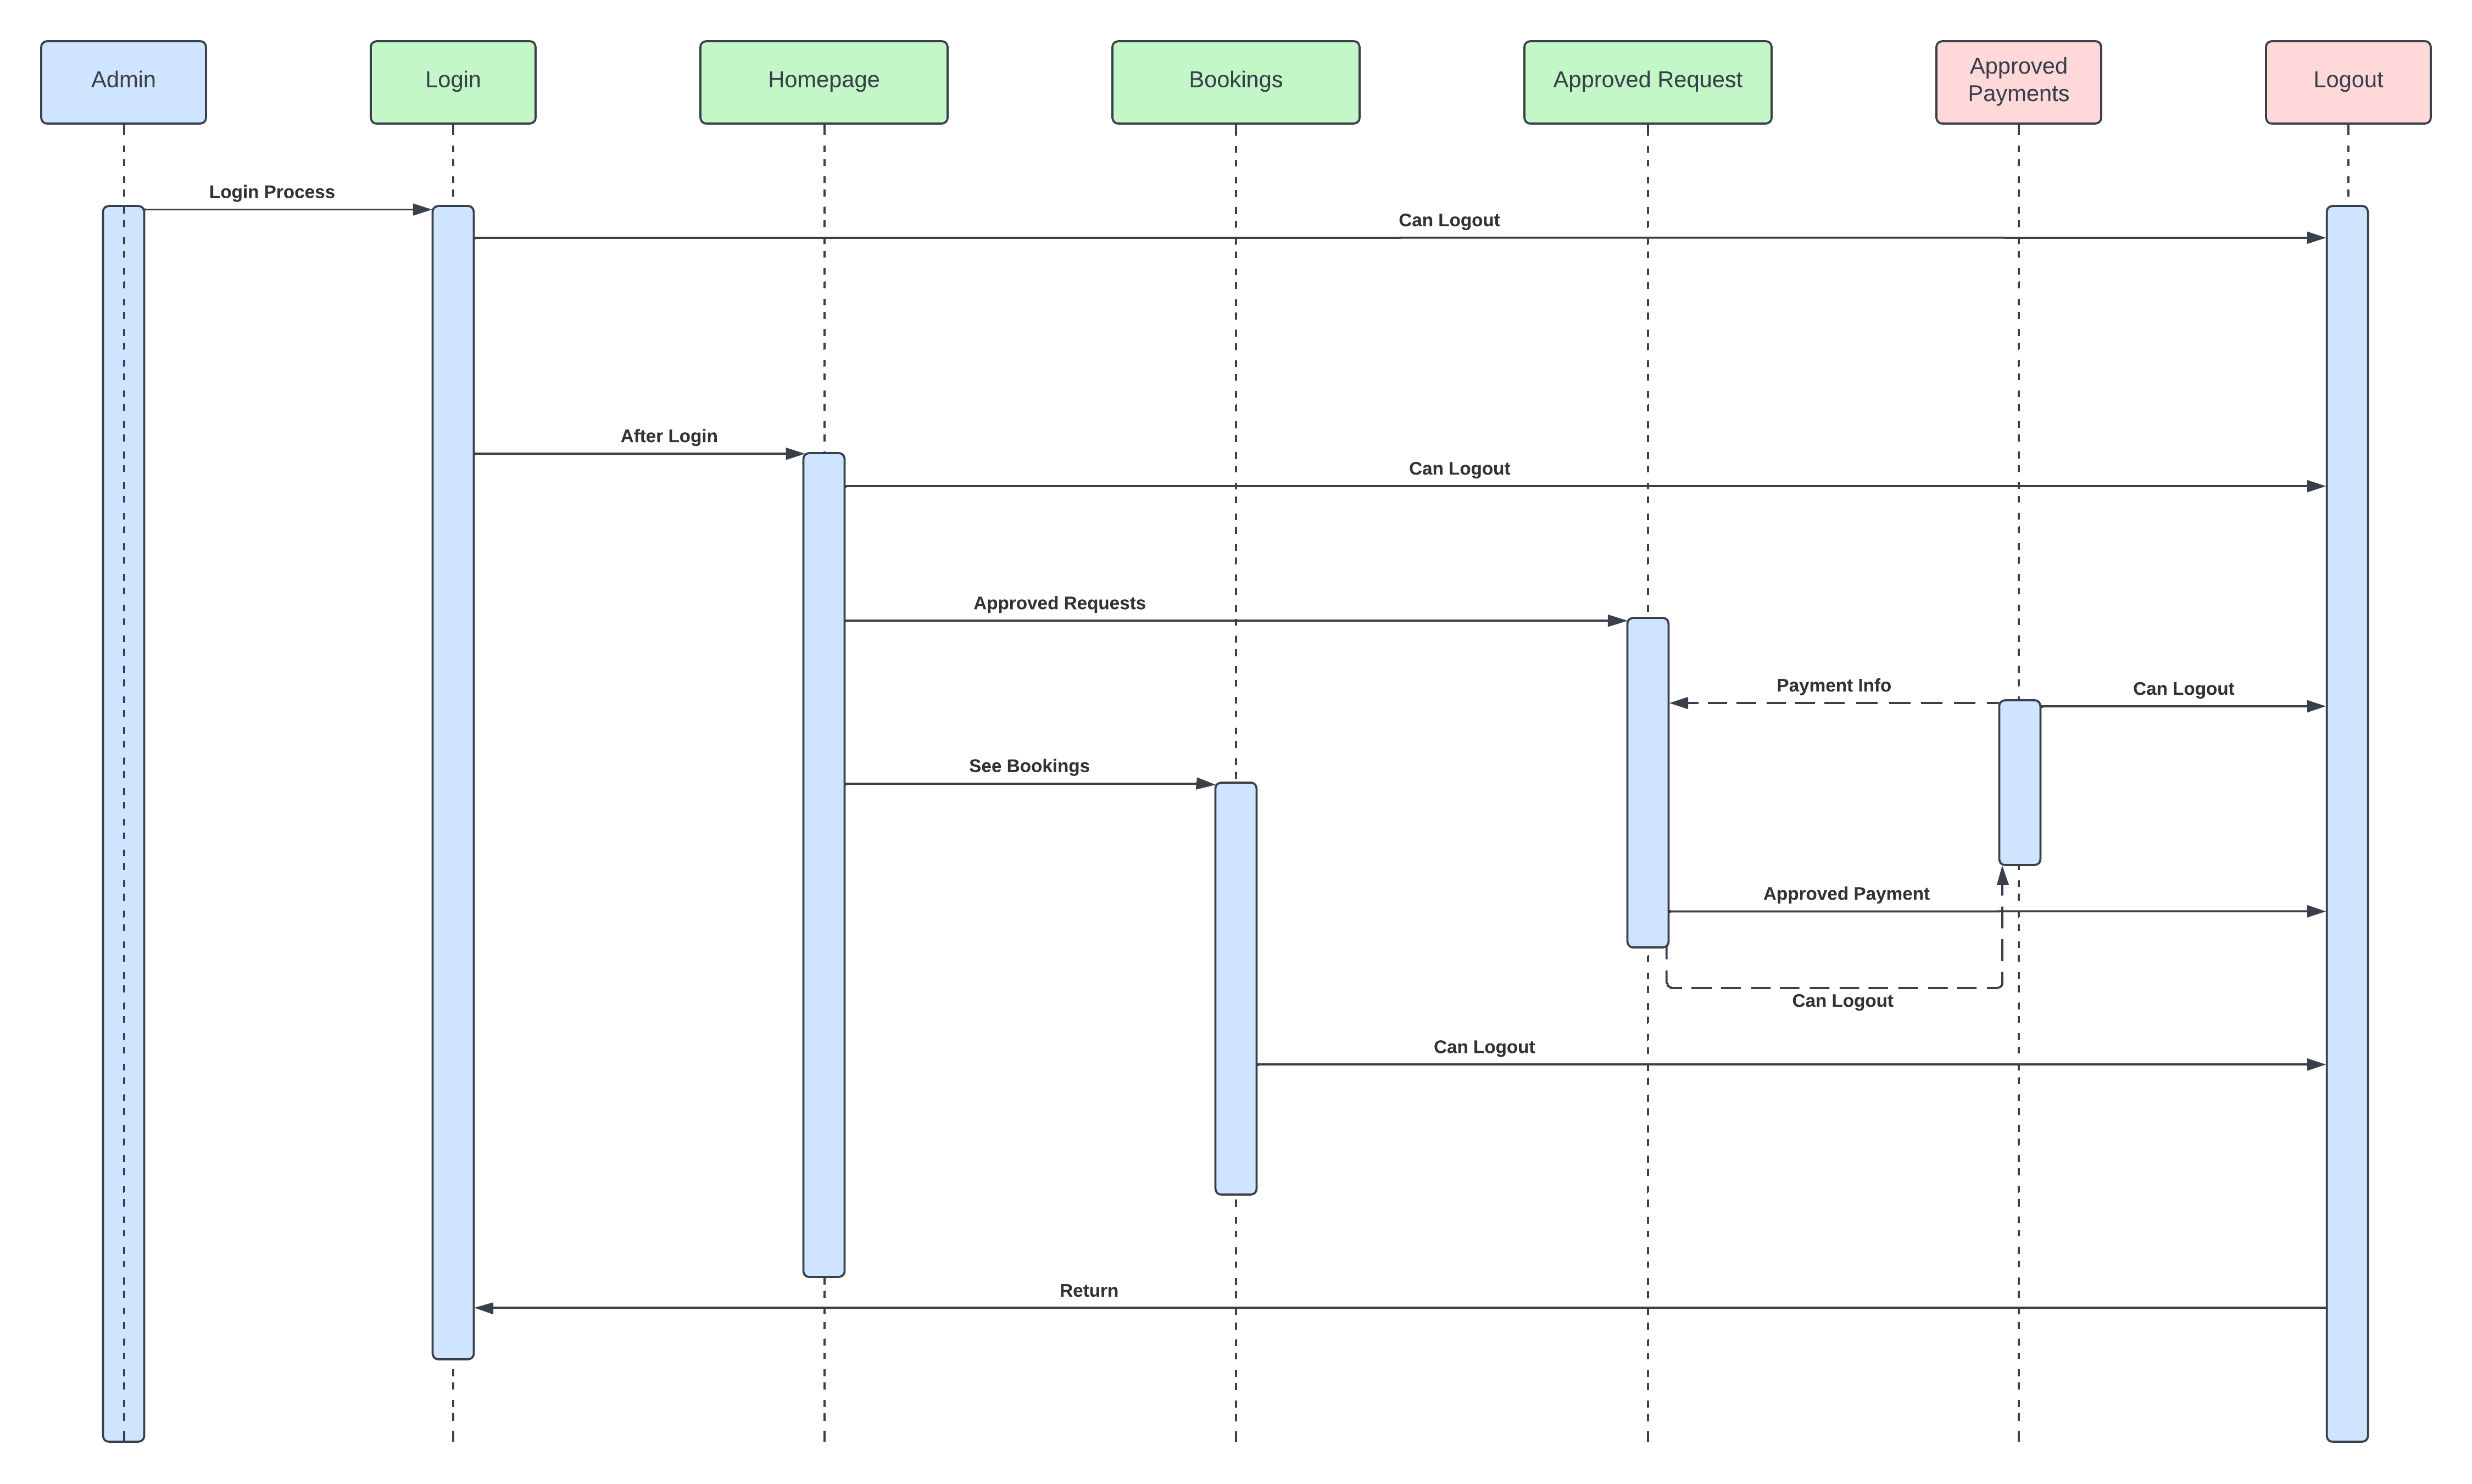 Admin
Login
Homepage
Bookings
Approved Request
Approved
Payments
Logout
Login Process
Can Logout
After Login
Can Logout
Approved Requests
Payment Info
Can Logout
See Bookings
Approved Payment
Can Logout
Can Logout
Return